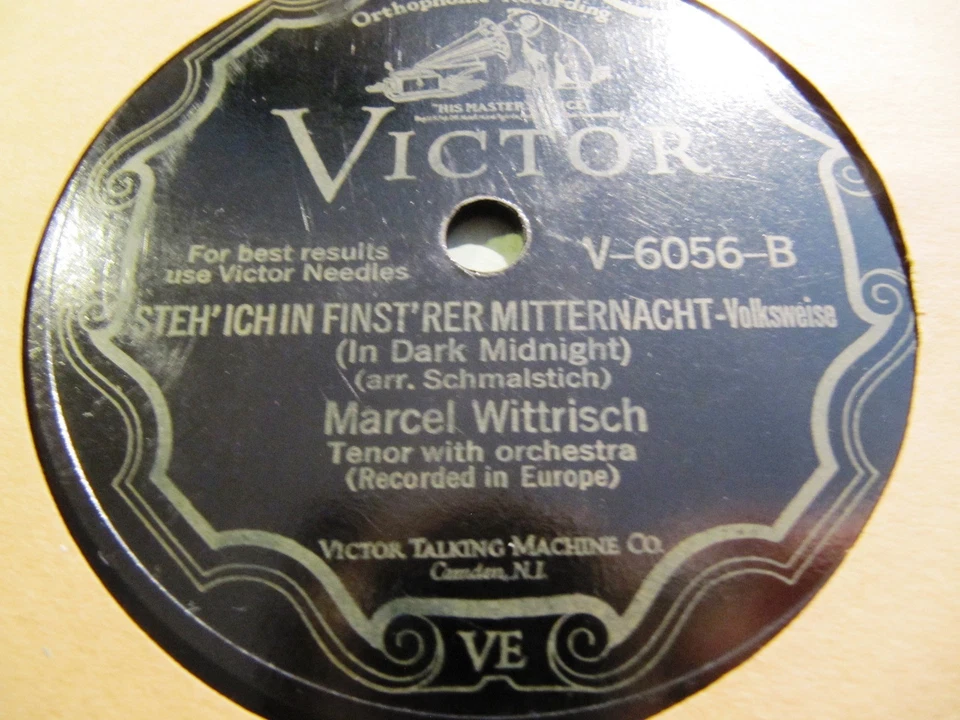 Orthophonic Recording
"HIS MASTER'S VOICE"
VICTOR
For best results
use Victor Needles
V-6056-B
STEH' ICH IN FINST'RER MITTERNACHT-Volksweise
(In Dark Midnight)
(arr. Schmalstich)
Marcel Wittrisch
Tenor with orchestra
(Recorded in Europe)
VICTOR TALKING MACHINE CO.
Camden, N.J.
VE